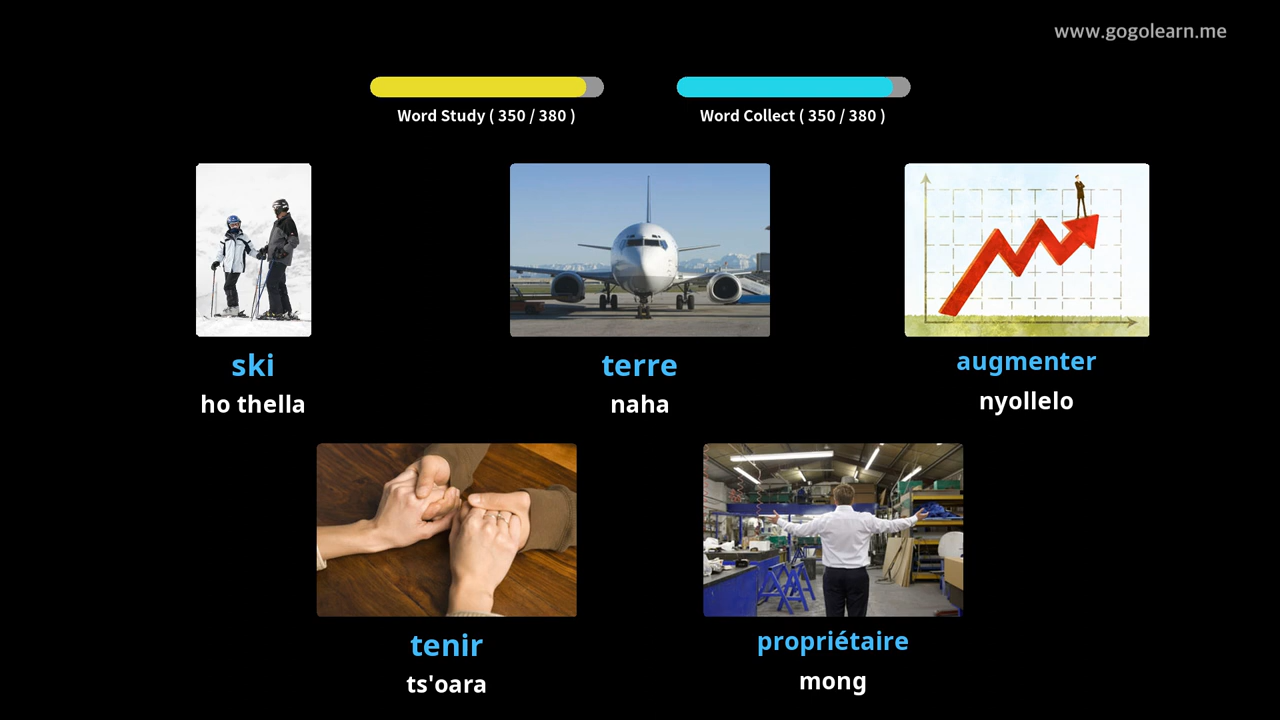 www.gogolearn.me
Word Study ( 350 / 380 )
Word Collect ( 350 / 380 )
ski
ho thella
terre
naha
augmenter
nyollelo
tenir
ts'oara
propriétaire
mong